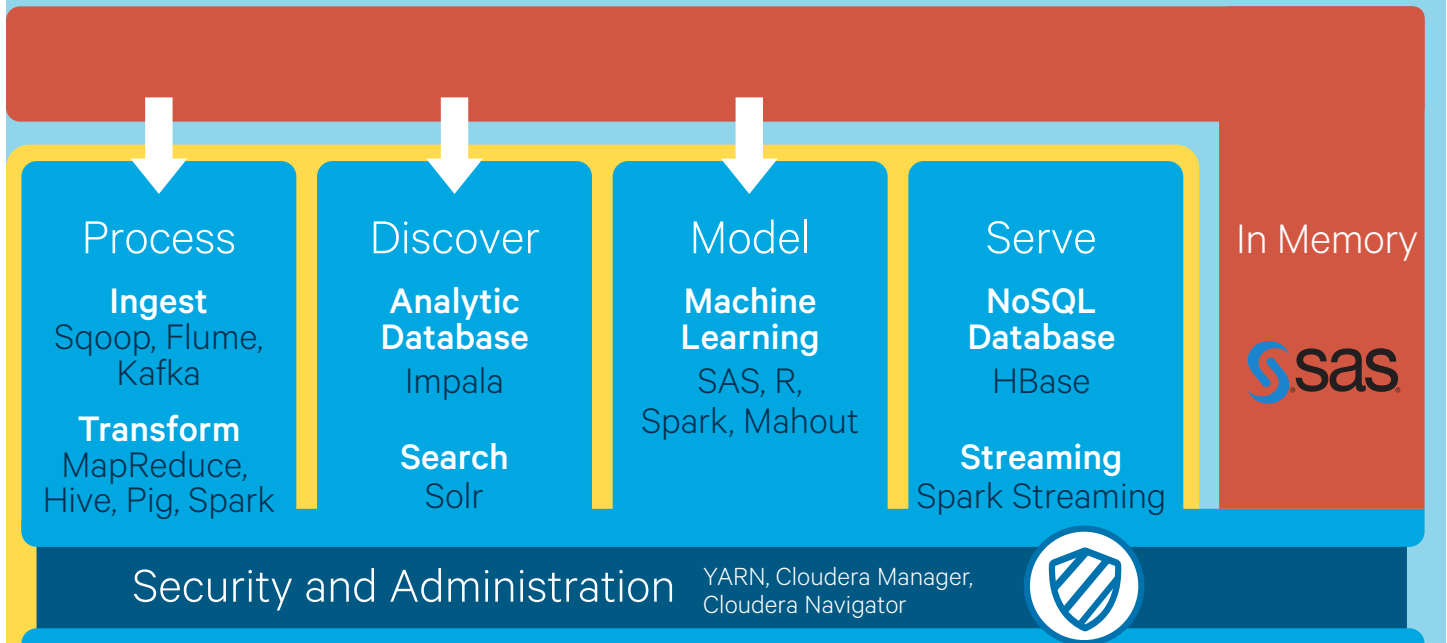 Process
Ingest
Sqoop, Flume,
Kafka
Transform
MapReduce,
Hive, Pig, Spark
Discover
Analytic
Database
Impala
Search
Solr
Model
Machine
Learning
SAS, R,
Spark, Mahout
Serve
NoSQL
Database
HBase
Streaming
Spark Streaming
In Memory
sas
Security and Administration
YARN, Cloudera Manager,
Cloudera Navigator